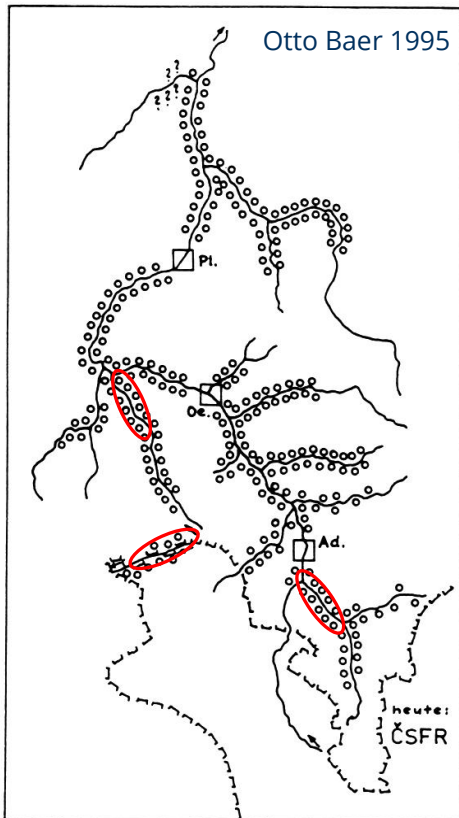 Otto Baer 1995
? ?
? ? ?
Pl.
Oe.
Ad.
heute:
ČSFR